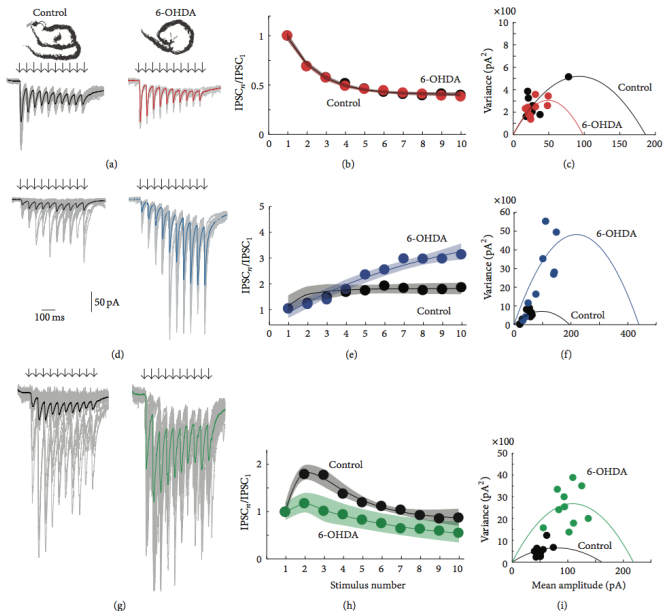 Control
6-OHDA
(a)
IPSCn/IPSC1
1
0.5
0
0 1 2 3 4 5 6 7 8 9 10
6-OHDA
Control
(b)
×100
Variance (pA²)
10
8
6
4
2
0
0 50 100 150 200
Control
6-OHDA
(c)
50 pA
100 ms
(d)
IPSCn/IPSC1
5
4
3
2
1
0 1 2 3 4 5 6 7 8 9 10
6-OHDA
Control
(e)
×100
Variance (pA²)
60
50
40
30
20
10
0
0 200 400
6-OHDA
Control
(f)
(g)
IPSCn/IPSC1
2
1
0
0 1 2 3 4 5 6 7 8 9 10
Control
6-OHDA
Stimulus number
(h)
×100
Variance (pA²)
50
40
30
20
10
0
0 100 200
6-OHDA
Control
Mean amplitude (pA)
(i)